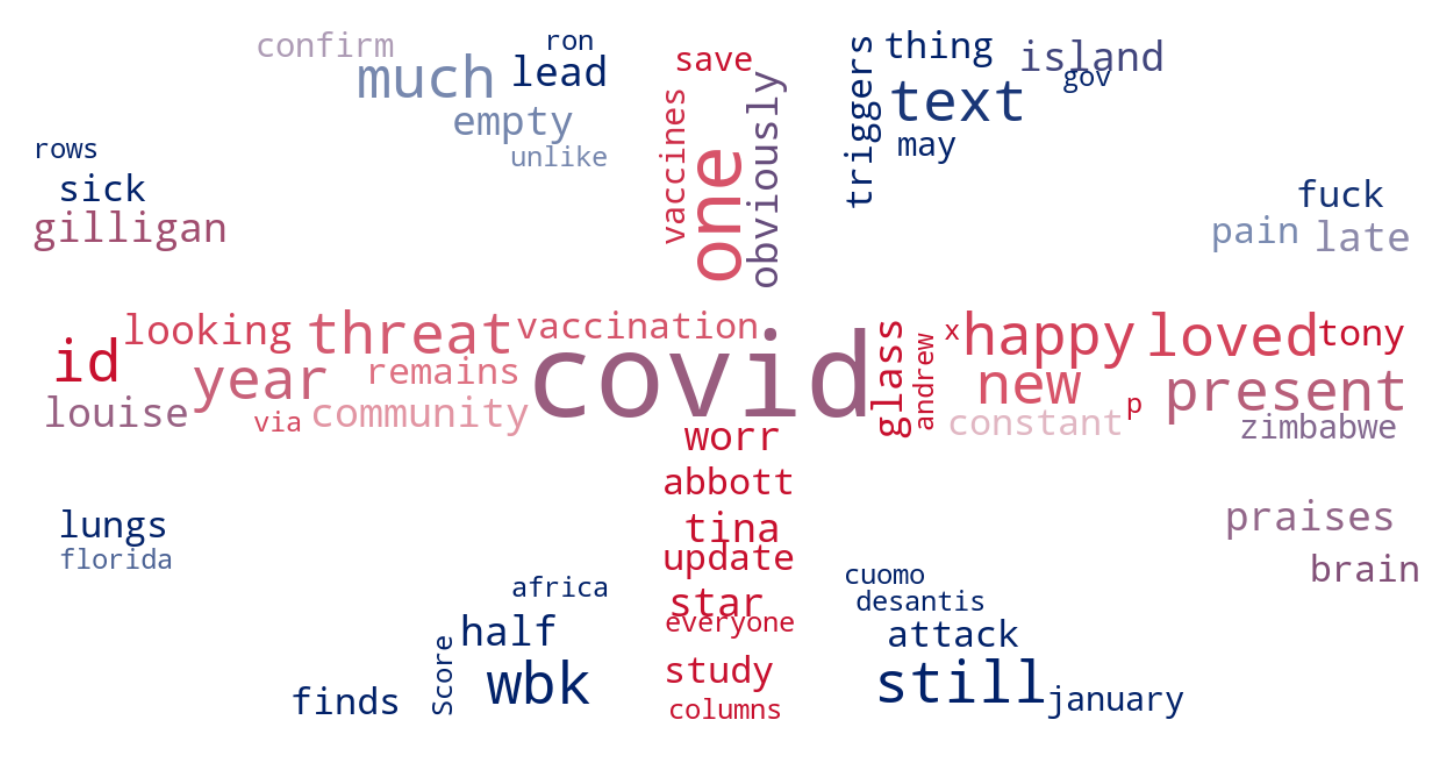 confirm
ron
much
lead
empty
unlike
save
vaccines
one
obviously
triggers
thing
island
gov
text
may
rows
sick
gilligan
fuck
pain
late
looking
threat
vaccination
id
year
remains
covid
louise
via
community
glass
andrew
x
happy
loved
tony
new
present
p
constant
zimbabwe
worr
abbott
tina
update
star
everyone
study
columns
lungs
florida
praises
brain
africa
half
Score
wbk
finds
cuomo
desantis
attack
still
january